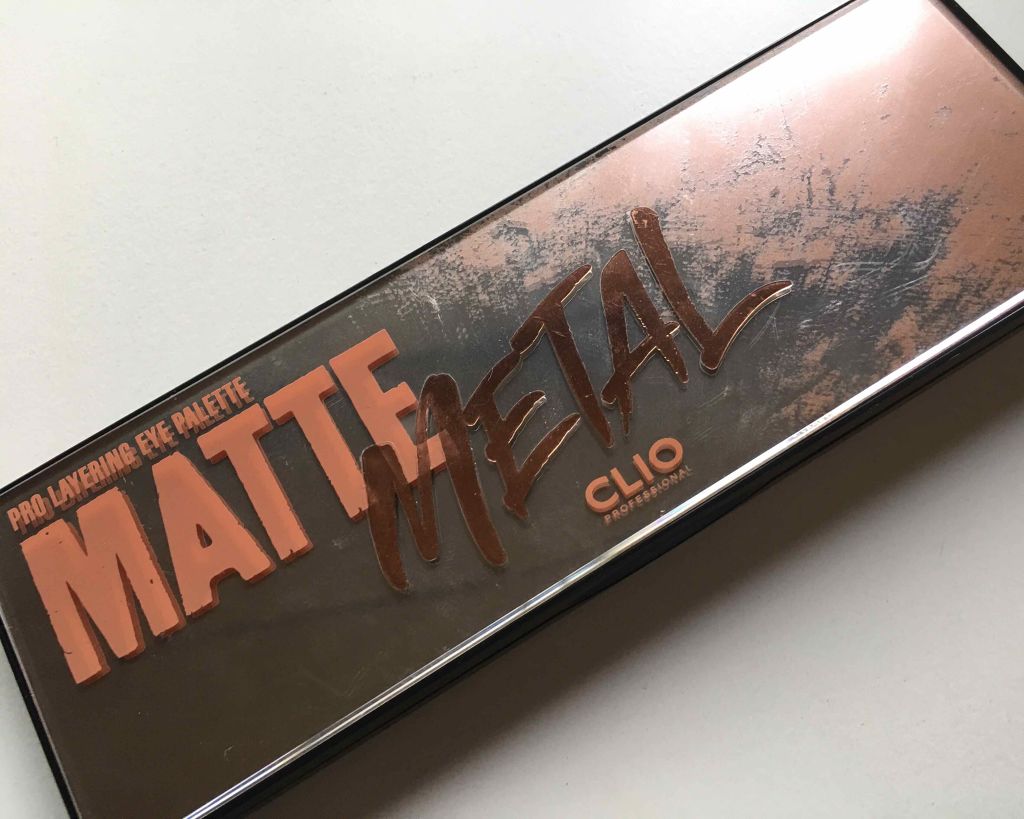 PRO LAYERING EYE PALETTE
MATTE
METAL
CLIO
PROFESSIONAL